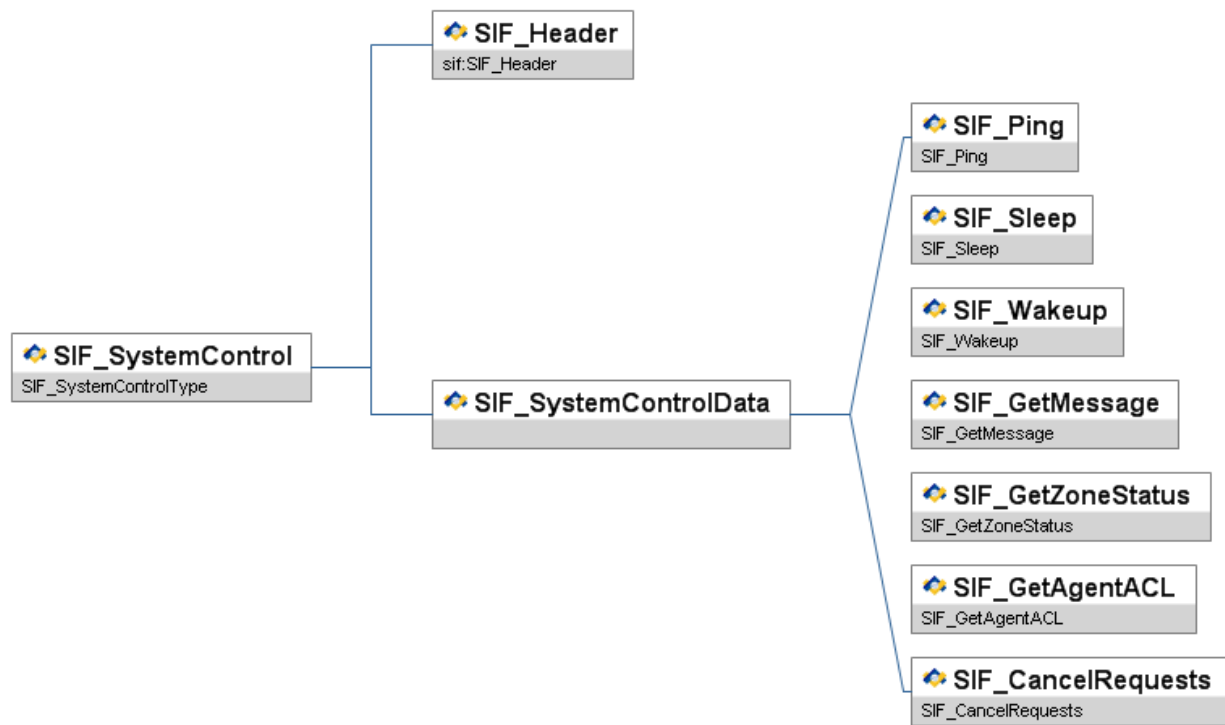 SIF_Header
sif:SIF_Header
SIF_Ping
SIF_Ping
SIF_Sleep
SIF_Sleep
SIF_Wakeup
SIF_Wakeup
SIF_SystemControl
SIF_SystemControlType
SIF_SystemControlData
SIF_GetMessage
SIF_GetMessage
SIF_GetZoneStatus
SIF_GetZoneStatus
SIF_GetAgentACL
SIF_GetAgentACL
SIF_CancelRequests
SIF_CancelRequests